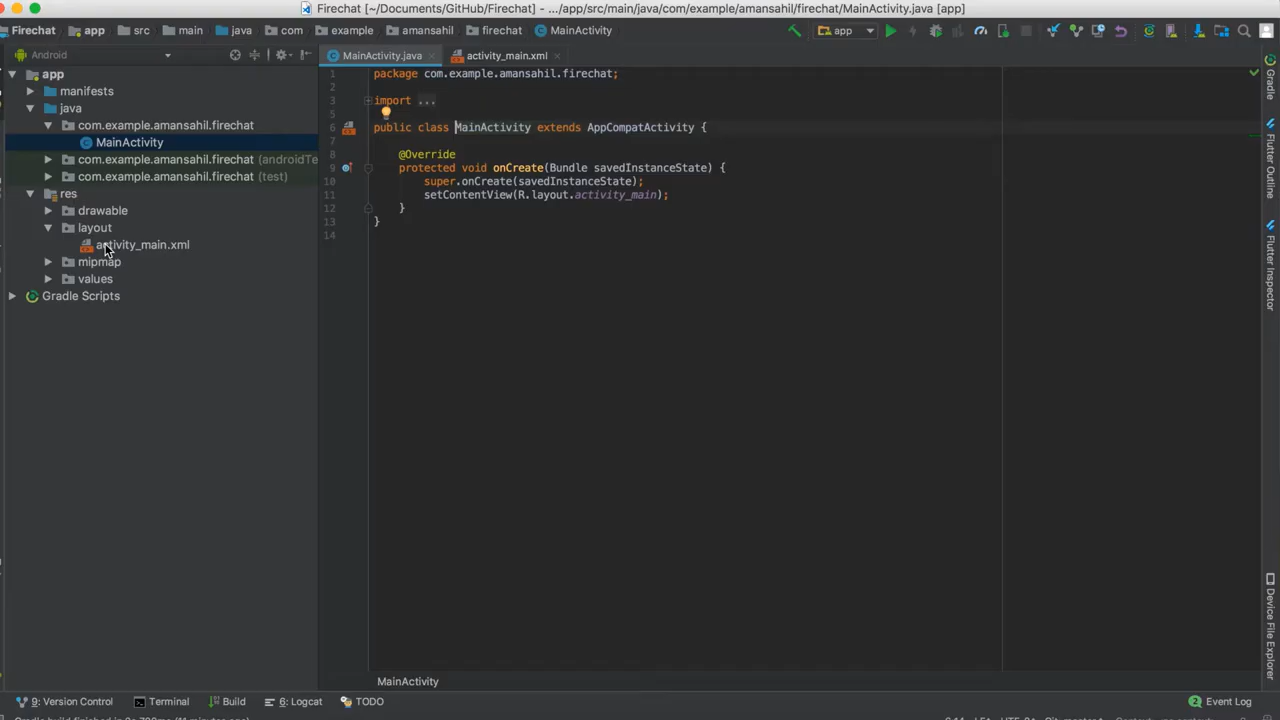 Firechat [~/Documents/GitHub/Firechat] - .../app/src/main/java/com/example/amansahil/firechat/MainActivity.java [app]
Firechat app src main java com example amansahil firechat MainActivity app
Android
MainActivity.java activity_main.xml
app
manifests
java
com.example.amansahil.firechat
MainActivity
com.example.amansahil.firechat (androidTe
com.example.amansahil.firechat (test)
res
drawable
layout
activity_main.xml
mipmap
values
Gradle Scripts
1 package com.example.amansahil.firechat;
2
3 import ...
5
6 public class MainActivity extends AppCompatActivity {
7
8 @Override
9 protected void onCreate(Bundle savedInstanceState) {
10 super.onCreate(savedInstanceState);
11 setContentView(R.layout.activity_main);
12 }
13 }
14
Gradle
Flutter Outline
Flutter Inspector
Device File Explorer
MainActivity
9: Version Control Terminal Build 6: Logcat TODO 2 Event Log